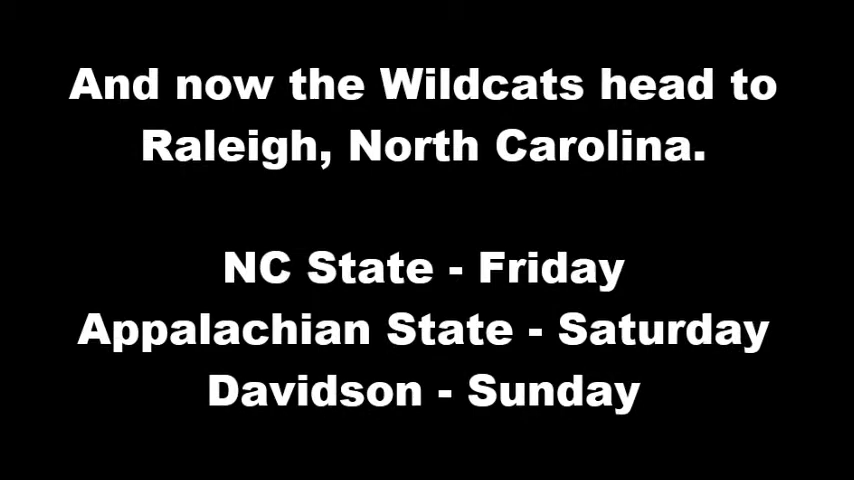 And now the Wildcats head to
Raleigh, North Carolina.
NC State - Friday
Appalachian State - Saturday
Davidson - Sunday